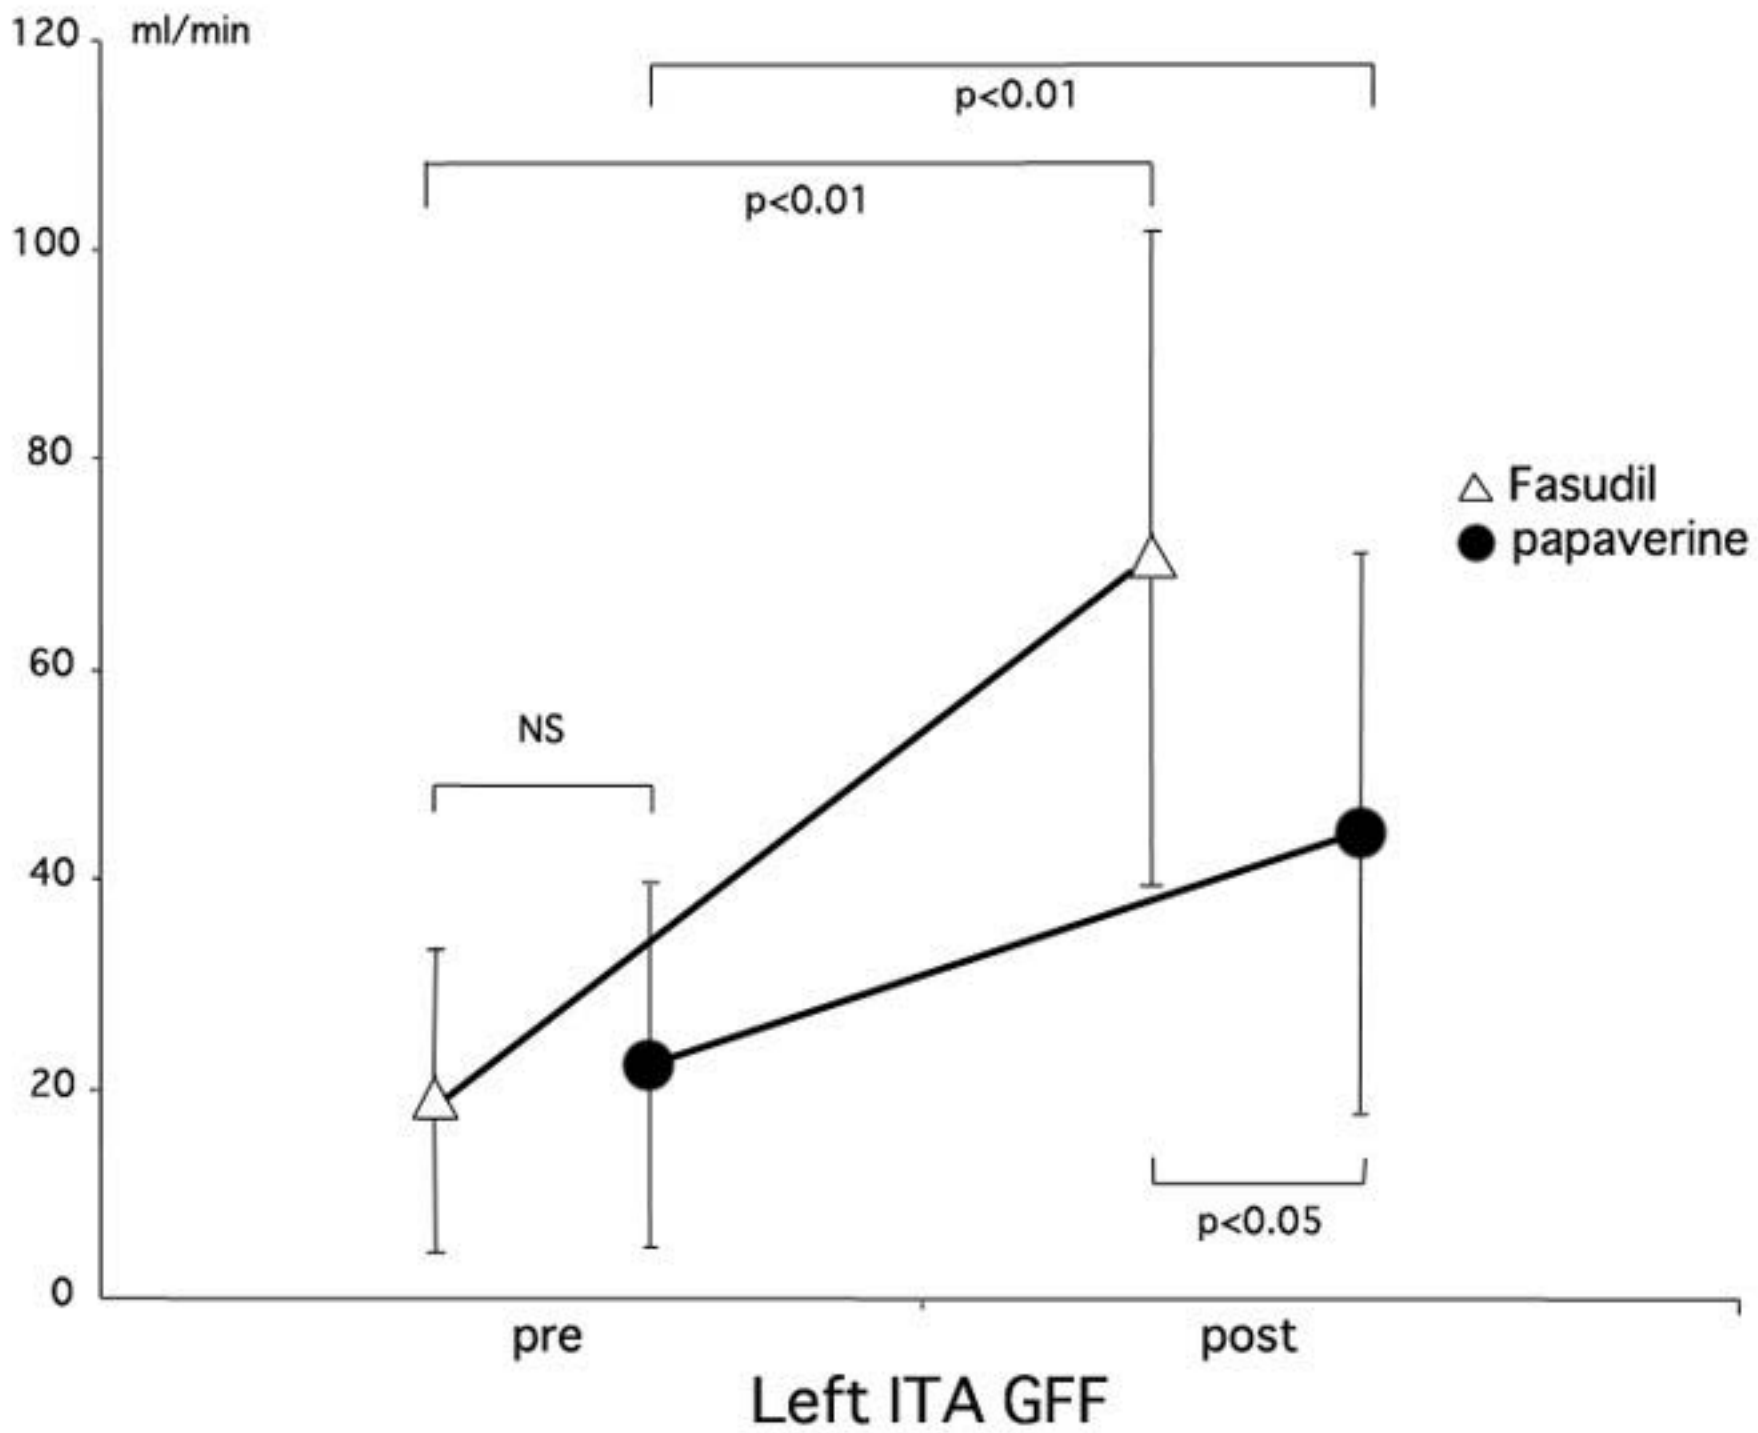 120 ml/min
p<0.01
p<0.01
100
80
Fasudil
papaverine
60
NS
40
20
p<0.05
0
pre post
Left ITA GFF